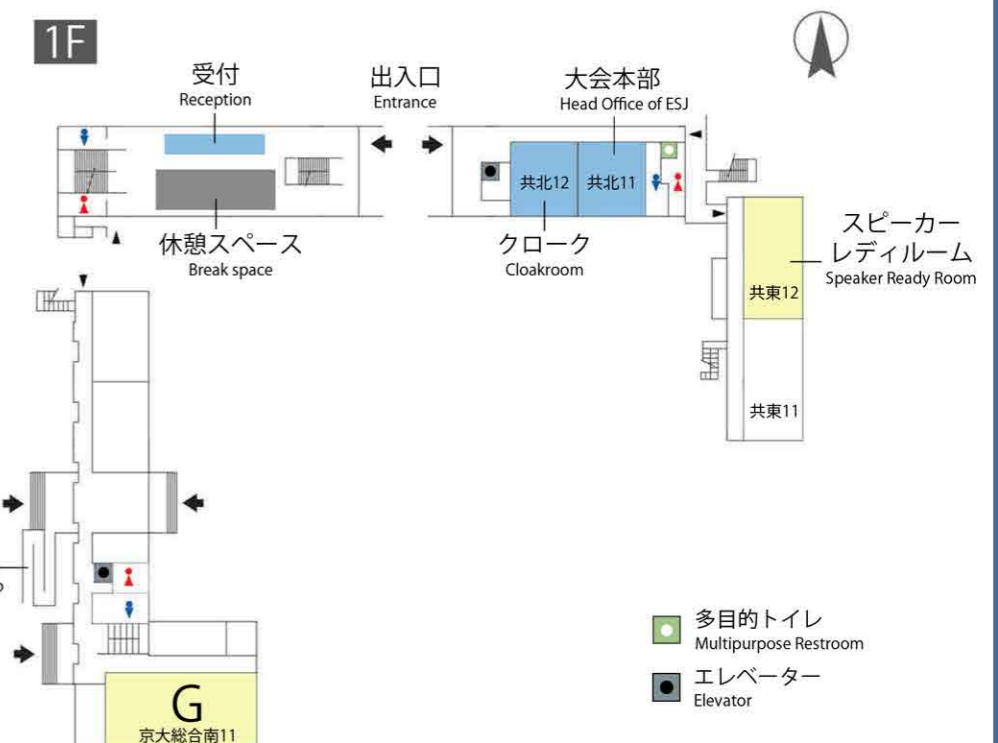 1F
受付
Reception
出入口
Entrance
大会本部
Head Office of ESJ
共北12
共北11
休憩スペース
Break space
クローク
Cloakroom
スピーカー
レディルーム
Speaker Ready Room
共東12
共東11
多目的トイレ
Multipurpose Restroom
エレベーター
Elevator
G
京大総合南11